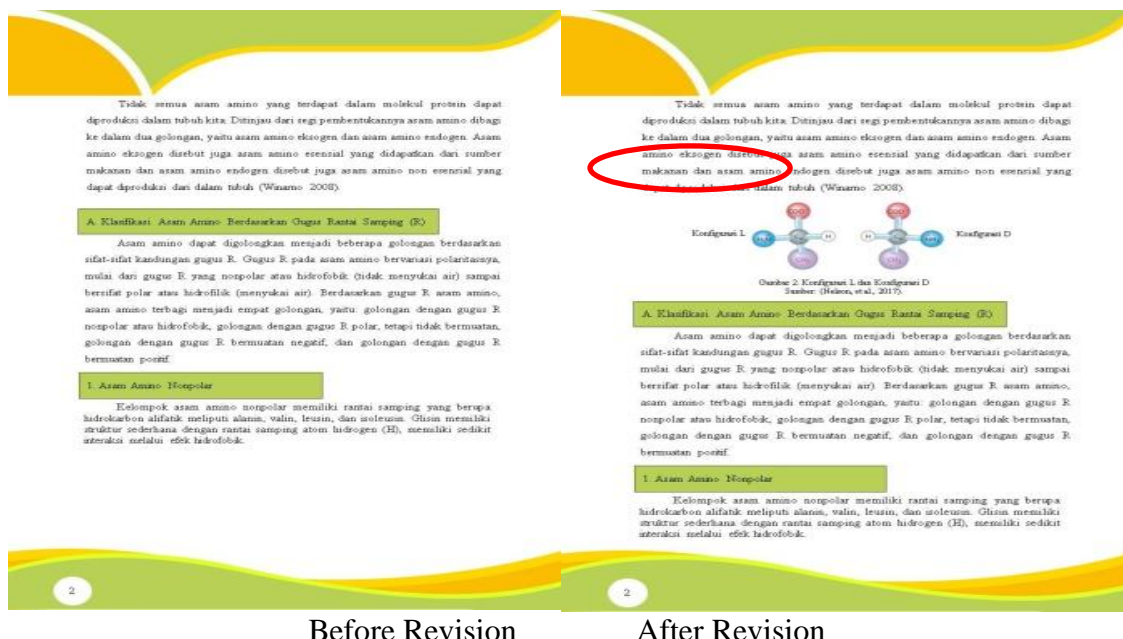 Tidak semua asam amino yang terdapat dalam molekul protein dapat
diproduksi dalam tubuh kita. Ditinjau dari segi pembentukannya asam amino dibagi
ke dalam dua golongan, yaitu asam amino eksogen dan asam amino endogen. Asam
amino eksogen disebut juga asam amino esensial yang didapatkan dari sumber
makanan dan asam amino endogen disebut juga asam amino non esensial yang
dapat diproduksi dari dalam tubuh (Winarno 2008).
A. Klasifikasi Asam Amino Berdasarkan Gugus Rantai Samping (R)
Asam amino dapat digolongkan menjadi beberapa golongan berdasarkan
sifat-sifat kandungan gugus R. Gugus R pada asam amino bervariasi polaritasnya,
mulai dari gugus R yang nonpolar atau hidrofobik (tidak menyukai air) sampai
bersifat polar atau hidrofilik (menyukai air). Berdasarkan gugus R asam amino,
asam amino terbagi menjadi empat golongan, yaitu: golongan dengan gugus R
nonpolar atau hidrofobik, golongan dengan gugus R polar, tetapi tidak bermuatan,
golongan dengan gugus R bermuatan negatif, dan golongan dengan gugus R
bermuatan positif.
1. Asam Amino Nonpolar
Kelompok asam amino nonpolar memiliki rantai samping yang berupa
hidrokarbon alifatik meliputi alanin, valin, leusin, dan isoleusin. Glisin memiliki
struktur sederhana dengan rantai samping atom hidrogen (H), memiliki sedikit
interaksi melalui efek hidrofobik.
2
Before Revision
Tidak semua asam amino yang terdapat dalam molekul protein dapat
diproduksi dalam tubuh kita. Ditinjau dari segi pembentukannya asam amino dibagi
ke dalam dua golongan, yaitu asam amino eksogen dan asam amino endogen. Asam
amino eksogen disebut juga asam amino esensial yang didapatkan dari sumber
makanan dan asam amino endogen disebut juga asam amino non esensial yang
dapat diproduksi dari dalam tubuh (Winarno 2008).
Konfigurasi L
H
H
Konfigurasi D
Gambar 2. Konfigurasi L dan Konfigurasi D
Sumber: (Nelson, et al., 2017).
A. Klasifikasi Asam Amino Berdasarkan Gugus Rantai Samping (R)
Asam amino dapat digolongkan menjadi beberapa golongan berdasarkan
sifat-sifat kandungan gugus R. Gugus R pada asam amino bervariasi polaritasnya,
mulai dari gugus R yang nonpolar atau hidrofobik (tidak menyukai air) sampai
bersifat polar atau hidrofilik (menyukai air). Berdasarkan gugus R asam amino,
asam amino terbagi menjadi empat golongan, yaitu: golongan dengan gugus R
nonpolar atau hidrofobik, golongan dengan gugus R polar, tetapi tidak bermuatan,
golongan dengan gugus R bermuatan negatif, dan golongan dengan gugus R
bermuatan positif.
1. Asam Amino Nonpolar
Kelompok asam amino nonpolar memiliki rantai samping yang berupa
hidrokarbon alifatik meliputi alanin, valin, leusin, dan isoleusin. Glisin memiliki
struktur sederhana dengan rantai samping atom hidrogen (H), memiliki sedikit
interaksi melalui efek hidrofobik.
2
After Revision